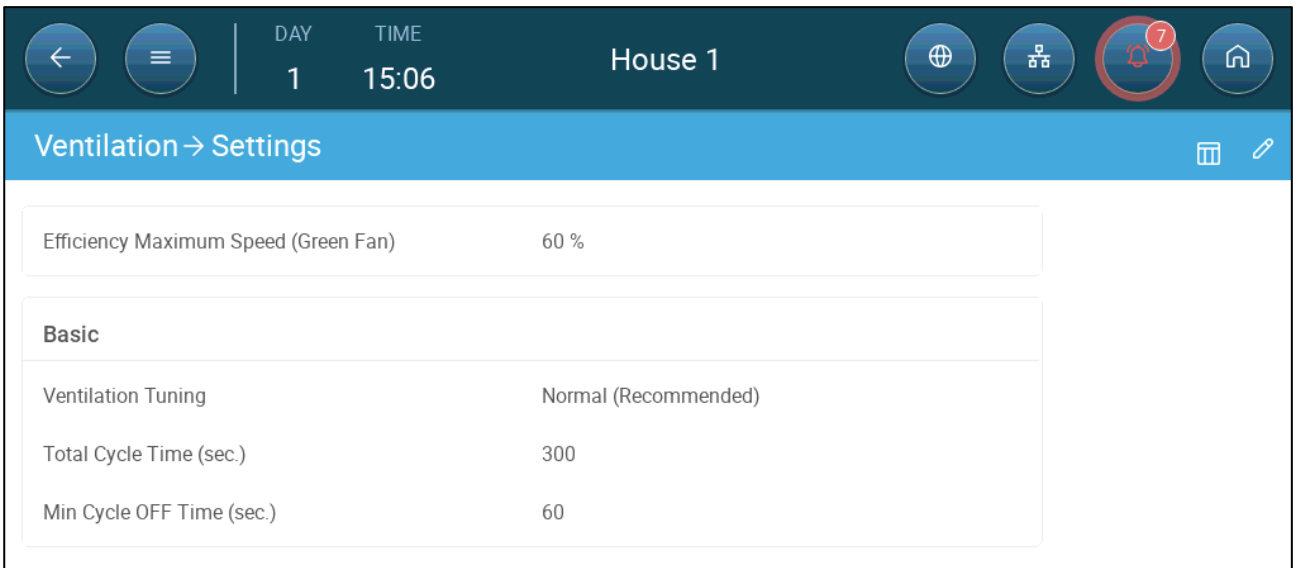 DAY TIME
1 15:06
House 1
7
Ventilation → Settings
Efficiency Maximum Speed (Green Fan) 60 %
Basic
Ventilation Tuning Normal (Recommended)
Total Cycle Time (sec.) 300
Min Cycle OFF Time (sec.) 60